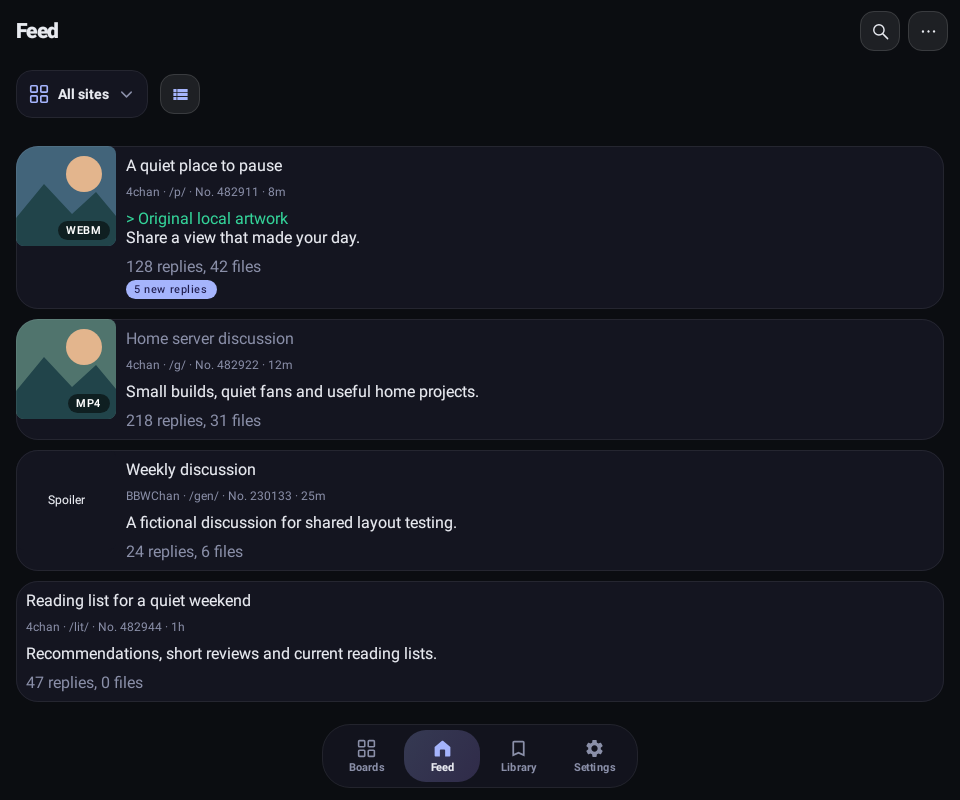 Feed
All sites
A quiet place to pause
4chan · /p/ · No. 482911 · 8m
> Original local artwork
Share a view that made your day.
WEBM
128 replies, 42 files
5 new replies
Home server discussion
4chan · /g/ · No. 482922 · 12m
Small builds, quiet fans and useful home projects.
MP4
218 replies, 31 files
Weekly discussion
BBWChan · /gen/ · No. 230133 · 25m
Spoiler
A fictional discussion for shared layout testing.
24 replies, 6 files
Reading list for a quiet weekend
4chan · /lit/ · No. 482944 · 1h
Recommendations, short reviews and current reading lists.
47 replies, 0 files
Boards
Feed
Library
Settings